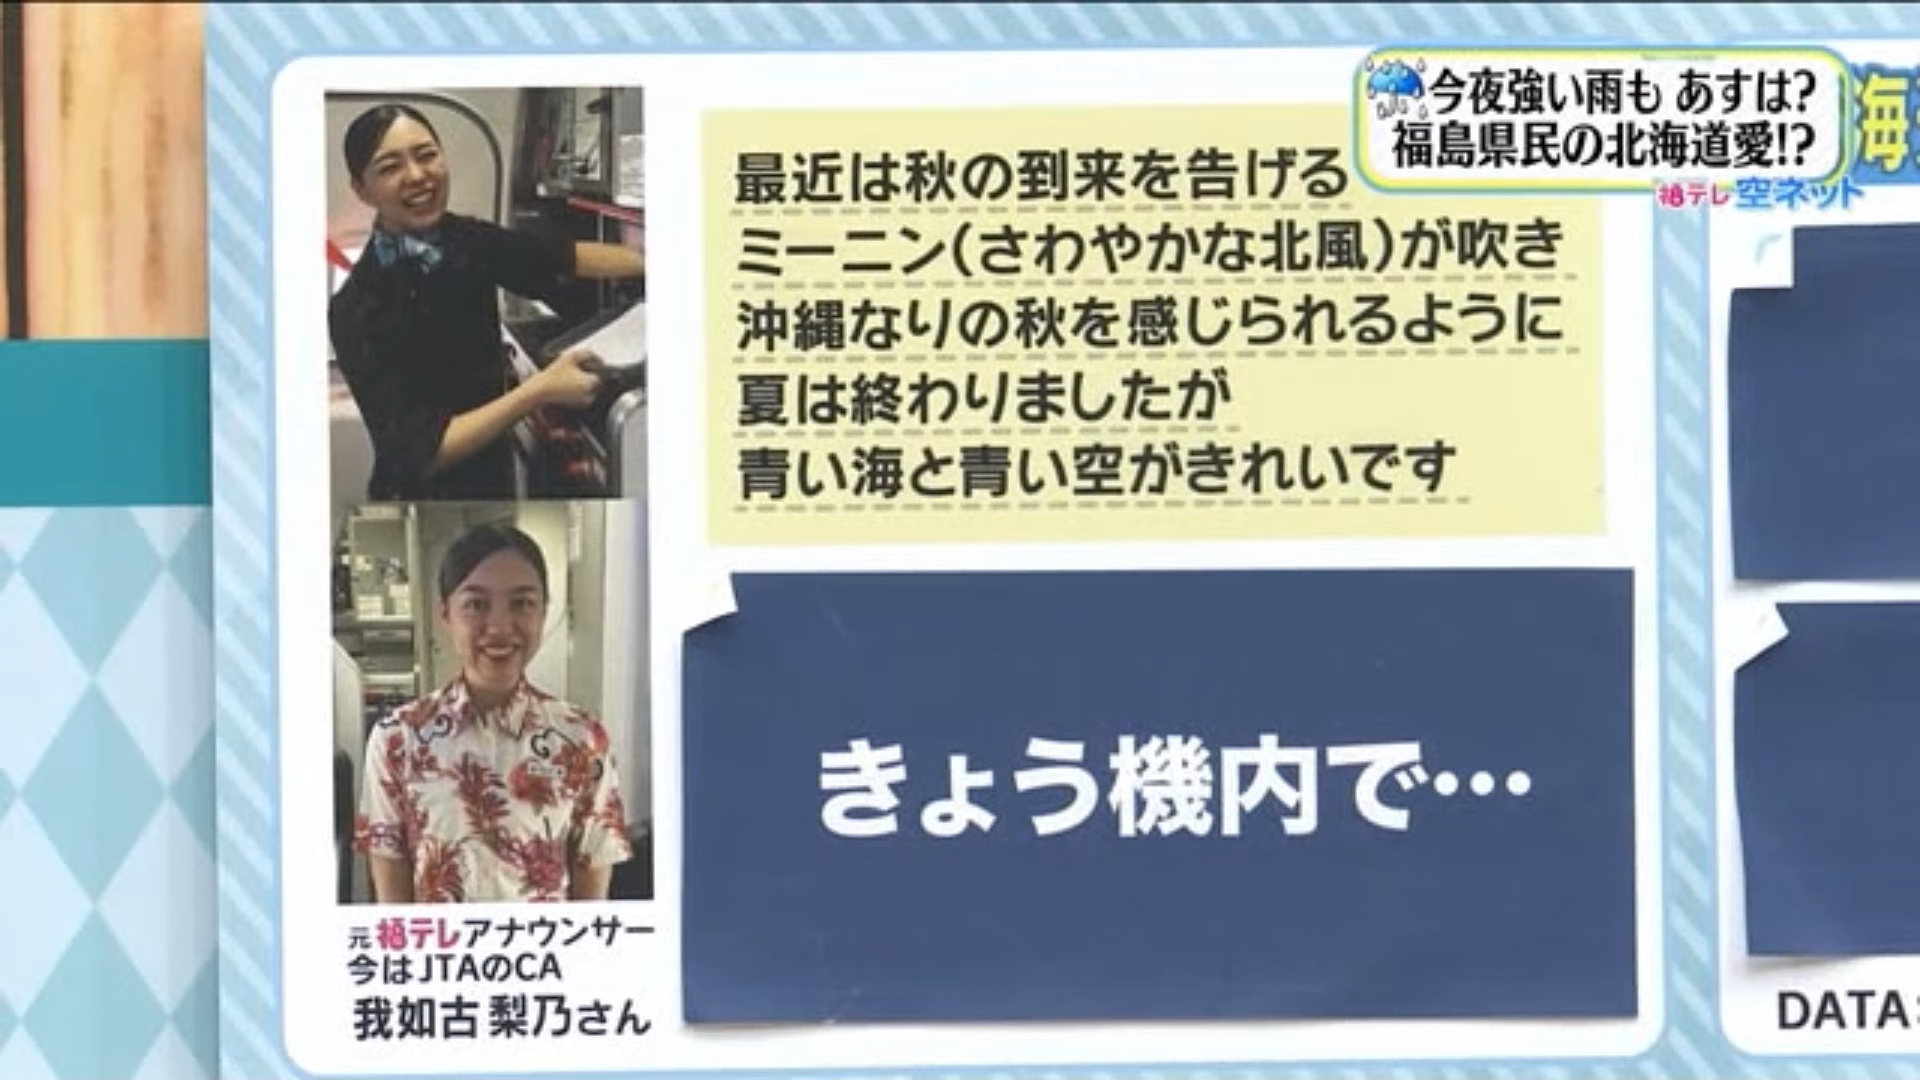 今夜強い雨も あすは?
福島県民の北海道愛!?
福テレ空ネット
海
最近は秋の到来を告げる
ミーニン(さわやかな北風)が吹き
沖縄なりの秋を感じられるように
夏は終わりましたが
青い海と青い空がきれいです
きょう機内で…
元福テレアナウンサー
今はJTAのCA
我如古 梨乃さん
DATA